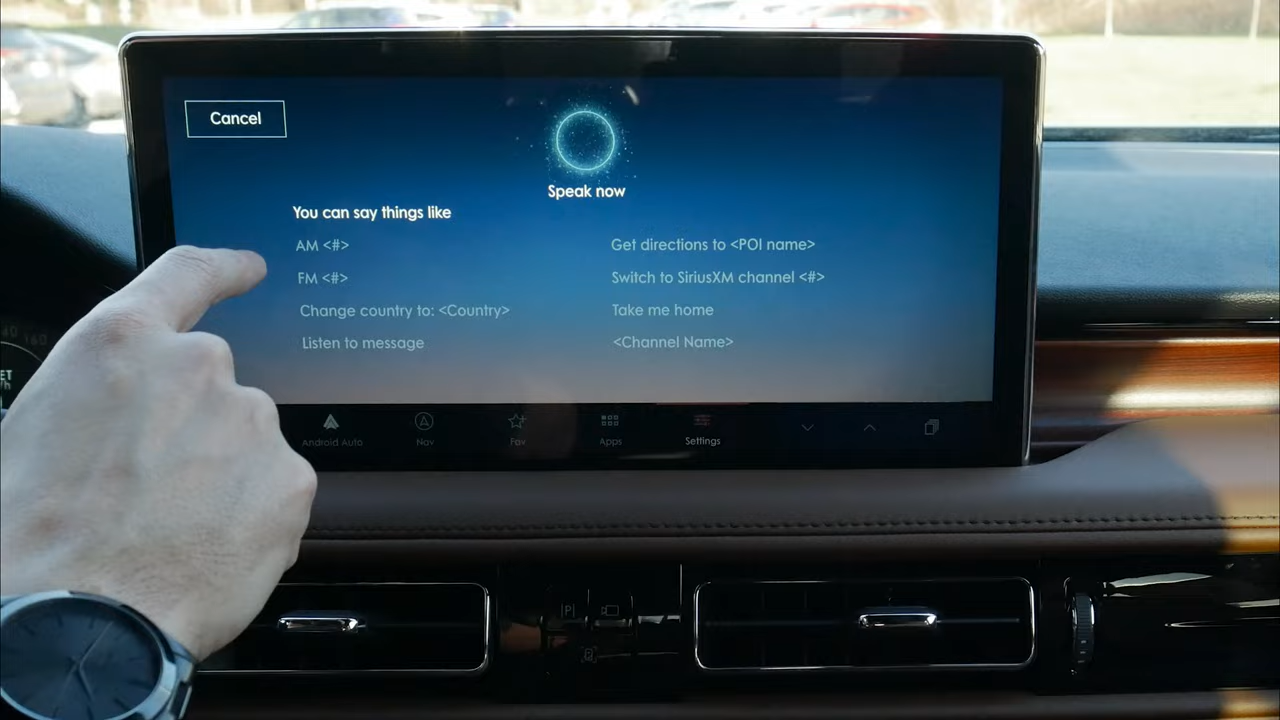 Cancel
Speak now
You can say things like
AM <#>
FM <#>
Change country to: <Country>
Listen to message
Get directions to <POI name>
Switch to SiriusXM channel <#>
Take me home
<Channel Name>
Android Auto
Nav
Fav
Apps
Settings
160
P